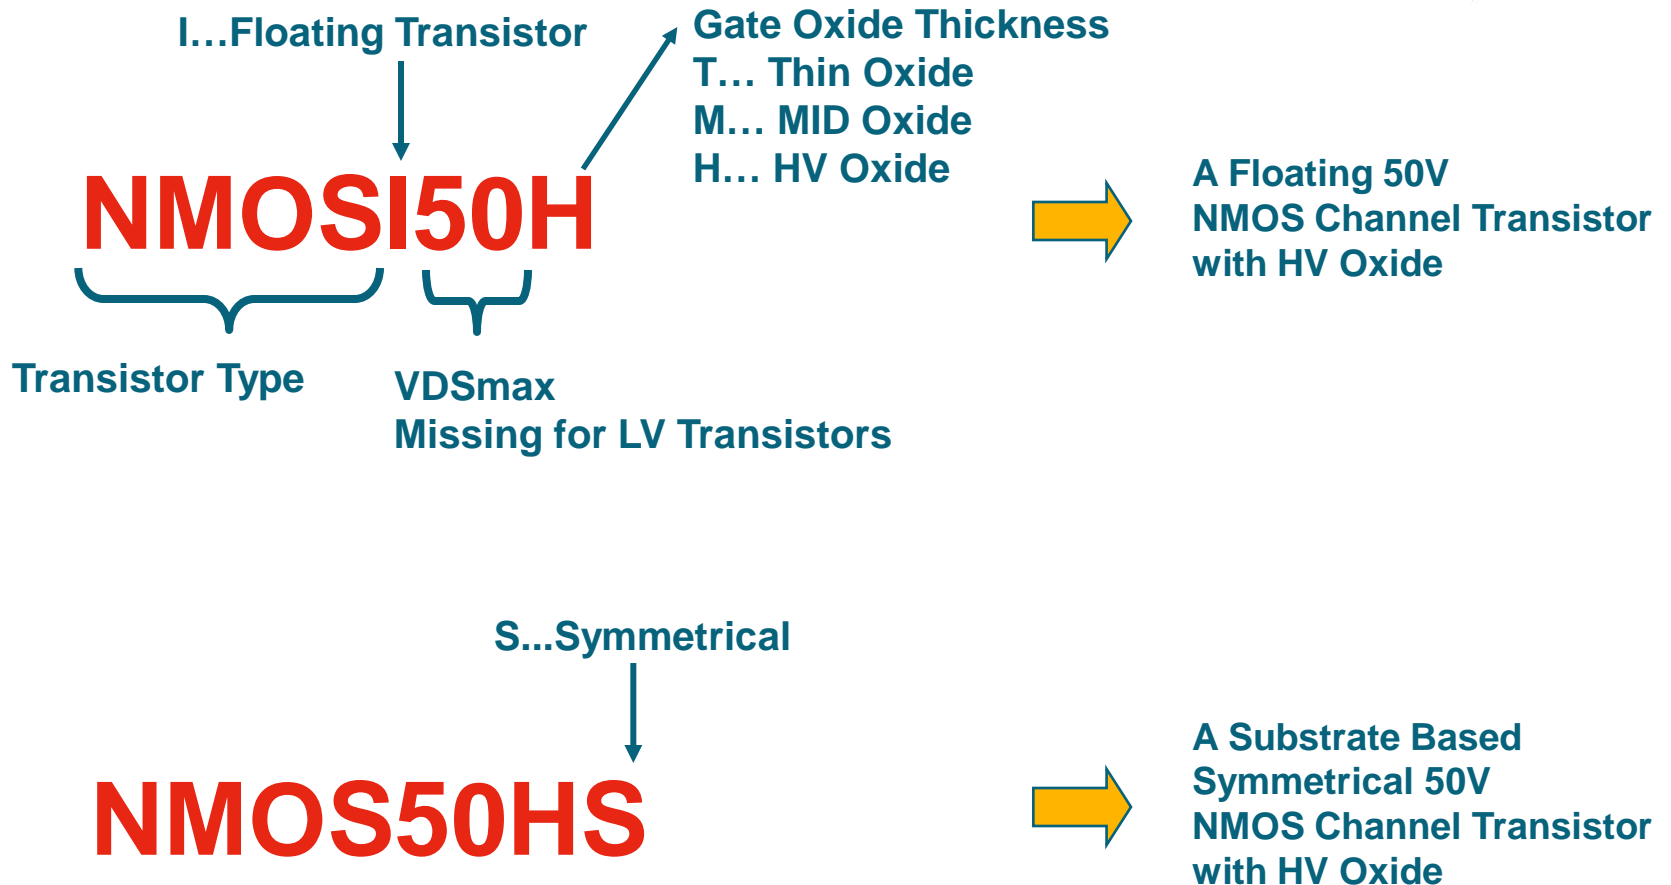 I…Floating Transistor
Gate Oxide Thickness
T… Thin Oxide
M… MID Oxide
H… HV Oxide
NMOSI50H
A Floating 50V
NMOS Channel Transistor
with HV Oxide
Transistor Type
VDSmax
Missing for LV Transistors
S...Symmetrical
NMOS50HS
A Substrate Based
Symmetrical 50V
NMOS Channel Transistor
with HV Oxide